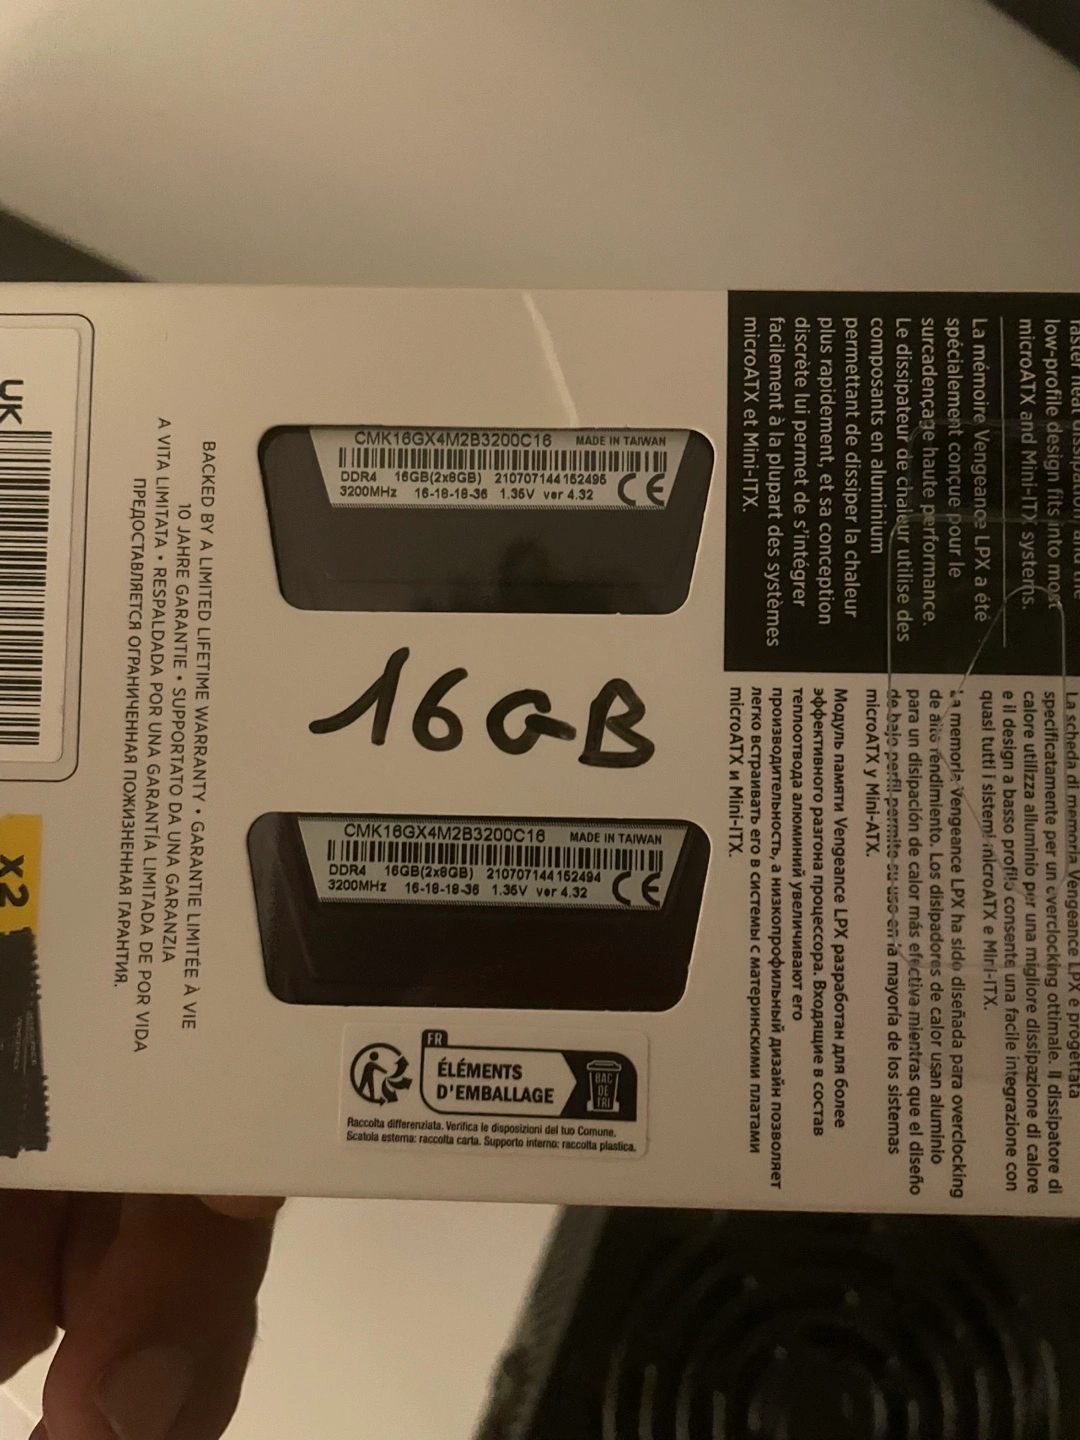 faster heat dissipation and the
low-profile design fits into most
microATX and Mini-ITX systems.
La mémoire Vengeance LPX a été
spécialement conçue pour le
surcadençage haute performance.
Le dissipateur de chaleur utilise des
composants en aluminium
permettant de dissiper la chaleur
plus rapidement, et sa conception
discrète lui permet de s'intégrer
facilement à la plupart des systèmes
microATX et Mini-ITX.
La scheda di memoria Vengeance LPX è progettata
specificatamente per un overclocking ottimale. Il dissipatore di
calore utilizza alluminio per una migliore dissipazione di calore
e il design a basso profilo consente una facile integrazione con
quasi tutti i sistemi microATX e Mini-ITX.
La memoria Vengeance LPX ha sido diseñada para overclocking
de alto rendimiento. Los disipadores de calor usan aluminio
para un disipación de calor más efectiva mientras que el diseño
de bajo perfil permite su uso en la mayoría de los sistemas
microATX y Mini-ATX.
Модуль памяти Vengeance LPX разработан для более
эффективного разгона процессора. Входящие в состав
теплоотвода алюминий увеличивают его
производительность, а низкопрофильный дизайн позволяет
легко встраивать его в системы с материнскими платами
microATX и Mini-ITX.
CMK16GX4M2B3200C16 MADE IN TAIWAN
DDR4 16GB(2x8GB) 210707144152495
3200MHz 16-18-18-36 1.35V ver 4.32 CE
16GB
CMK16GX4M2B3200C16 MADE IN TAIWAN
DDR4 16GB(2x8GB) 210707144152494
3200MHz 16-18-18-36 1.35V ver 4.32 CE
FR
ÉLÉMENTS
D'EMBALLAGE
BAC
DE
TRI
Raccolta differenziata. Verifica le disposizioni del tuo Comune.
Scatola esterna: raccolta carta. Supporto interno: raccolta plastica.
BACKED BY A LIMITED LIFETIME WARRANTY • GARANTIE LIMITÉE À VIE
10 JAHRE GARANTIE • SUPPORTATO DA UNA GARANZIA
A VITA LIMITATA • RESPALDADA POR UNA GARANTÍA LIMITADA DE POR VIDA
ПРЕДОСТАВЛЯЕТСЯ ОГРАНИЧЕННАЯ ПОЖИЗНЕННАЯ ГАРАНТИЯ.
UK
x2